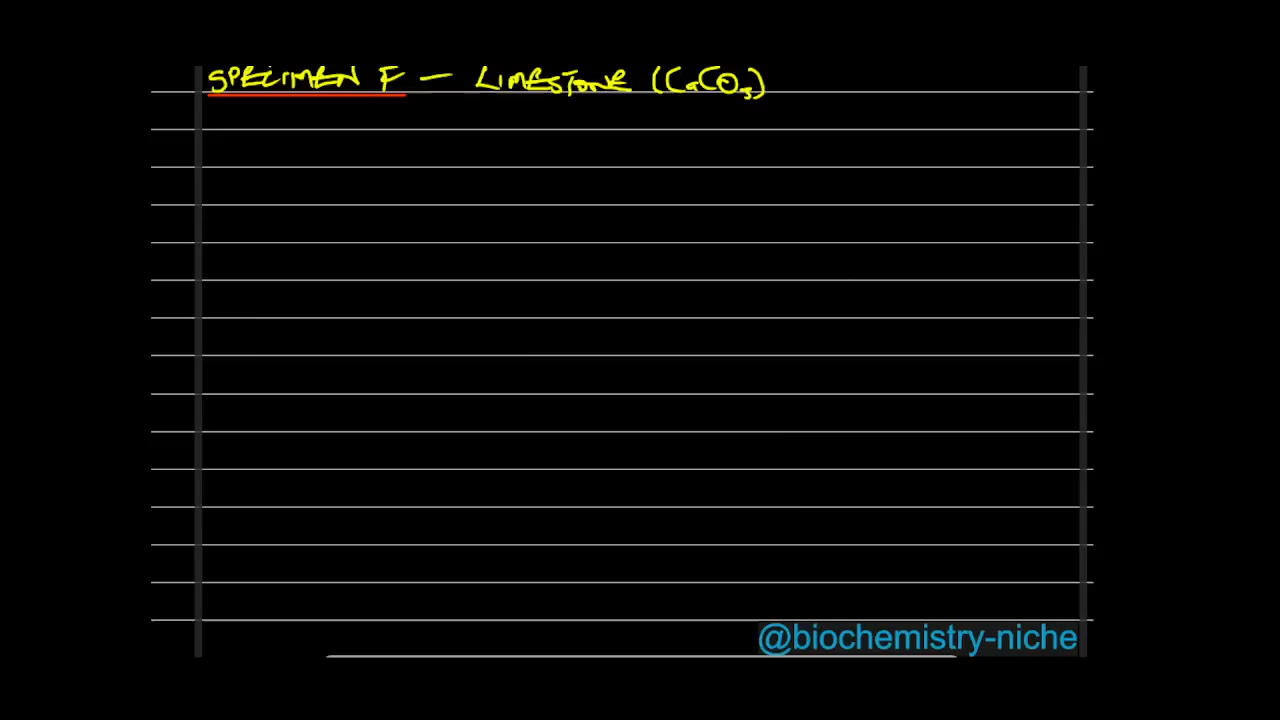 SPECIMEN F — LIMESTONE (CaCO₃)
@biochemistry-niche